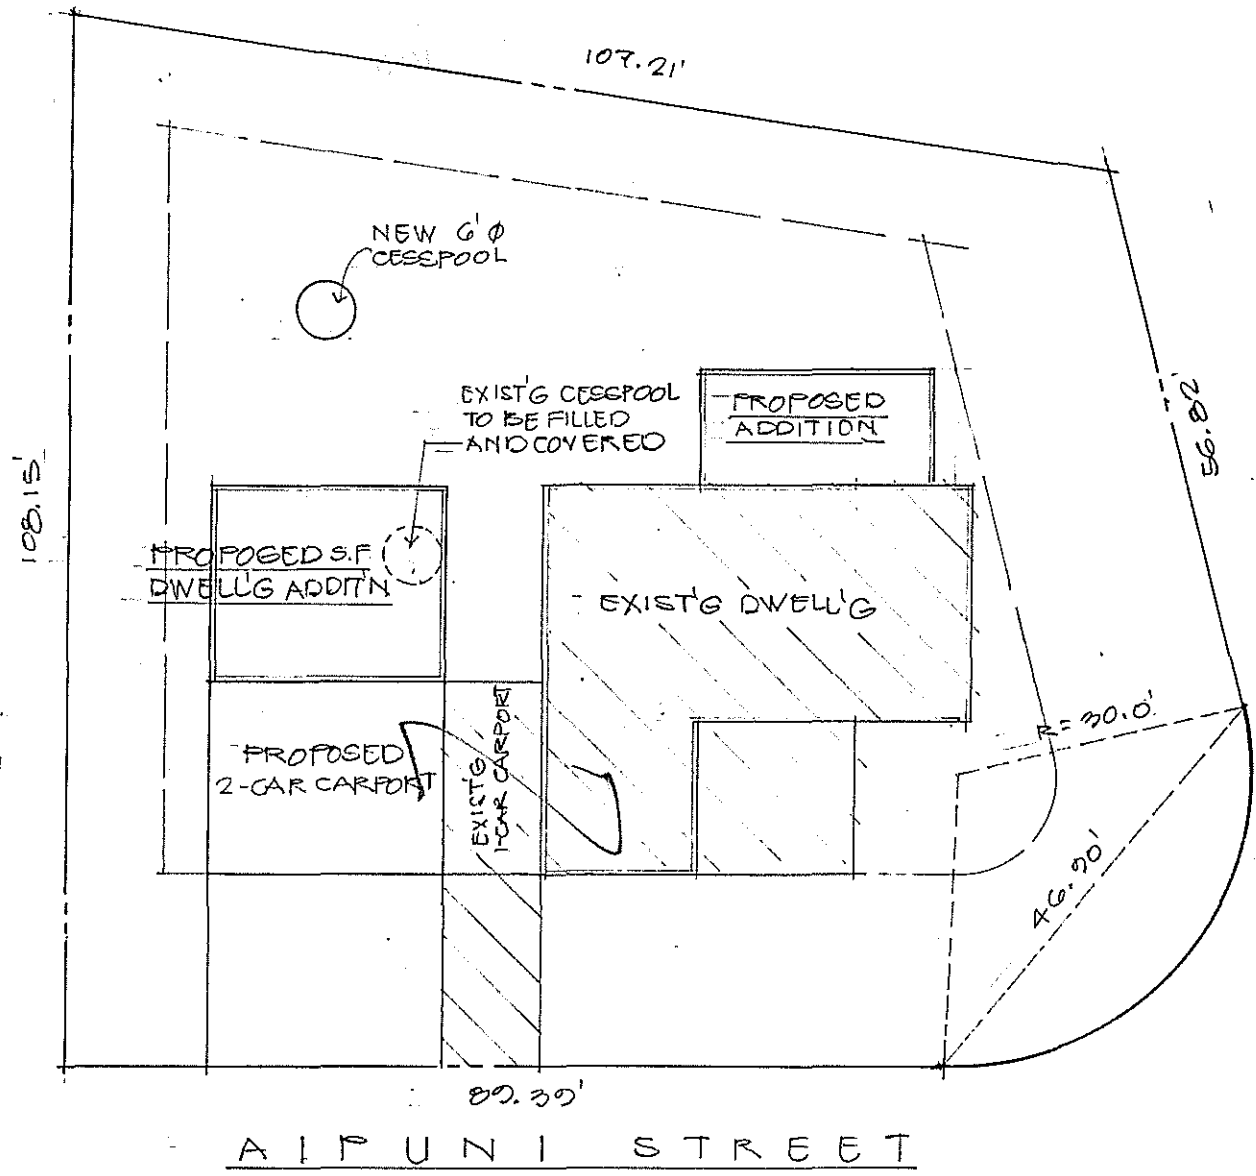 107.21'
NEW 6' Ø
CESSPOOL
EXIST'G CESSPOOL
TO BE FILLED
AND COVERED
PROPOSED
ADDITION
56.82'
108.15'
PROPOSED S.F.
DWELL'G ADDIT'N
EXIST'G DWELL'G
R=30.0'
PROPOSED
2-CAR CARPORT
EXIST'G
1-CAR CARPORT
46.90'
89.39'
AIPUNI STREET